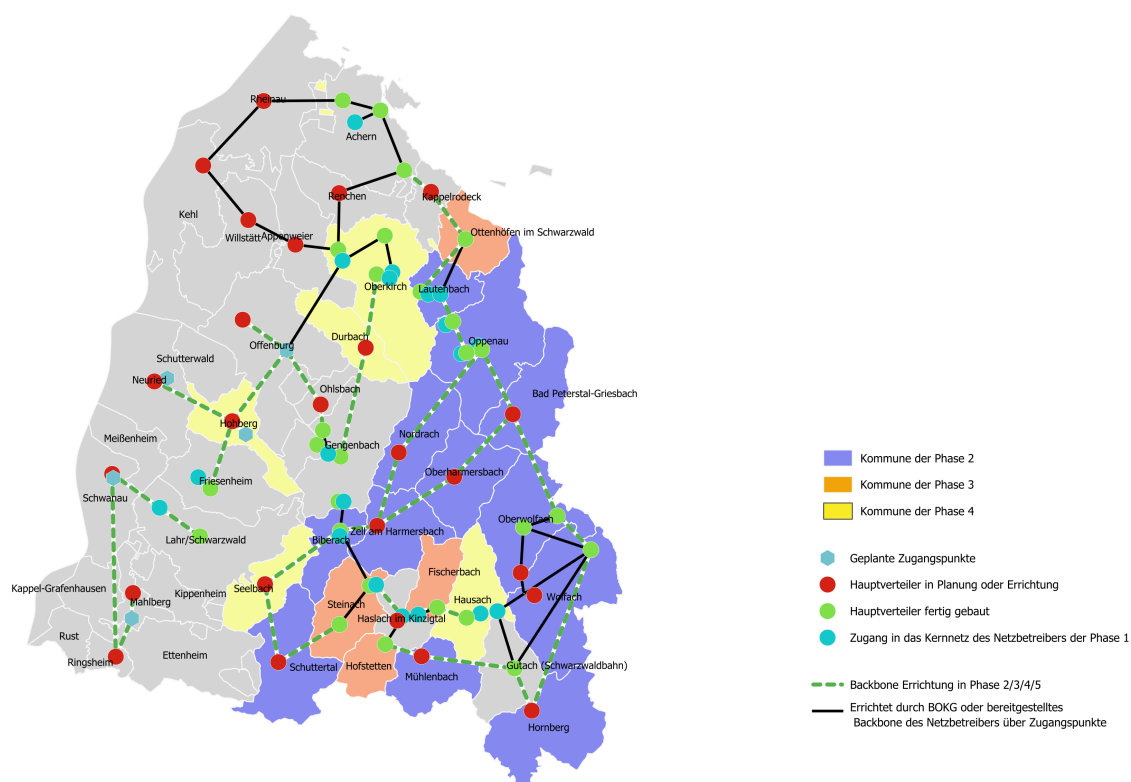 Rheinau
Achern
Renchen
Kappelrodeck
Kehl
Willstätt
Appenweier
Ottenhöfen im Schwarzwald
Oberkirch
Lautenbach
Durbach
Offenburg
Oppenau
Schutterwald
Neuried
Ohlsbach
Bad Peterstal-Griesbach
Hohberg
Meißenheim
Gengenbach
Nordrach
Oberharmersbach
Friesenheim
Schwanau
Oberwolfach
Lahr/Schwarzwald
Biberach
Zell am Harmersbach
Fischerbach
Kappel-Grafenhausen
Mahlberg
Kippenheim
Seelbach
Steinach
Hausach
Wolfach
Haslach im Kinzigtal
Rust
Ringsheim
Ettenheim
Schuttertal
Hofstetten
Mühlenbach
Gutach (Schwarzwaldbahn)
Hornberg
Kommune der Phase 2
Kommune der Phase 3
Kommune der Phase 4
Geplante Zugangspunkte
Hauptverteiler in Planung oder Errichtung
Hauptverteiler fertig gebaut
Zugang in das Kernnetz des Netzbetreibers der Phase 1
Backbone Errichtung in Phase 2/3/4/5
Errichtet durch BOKG oder bereitgestelltes
Backbone des Netzbetreibers über Zugangspunkte